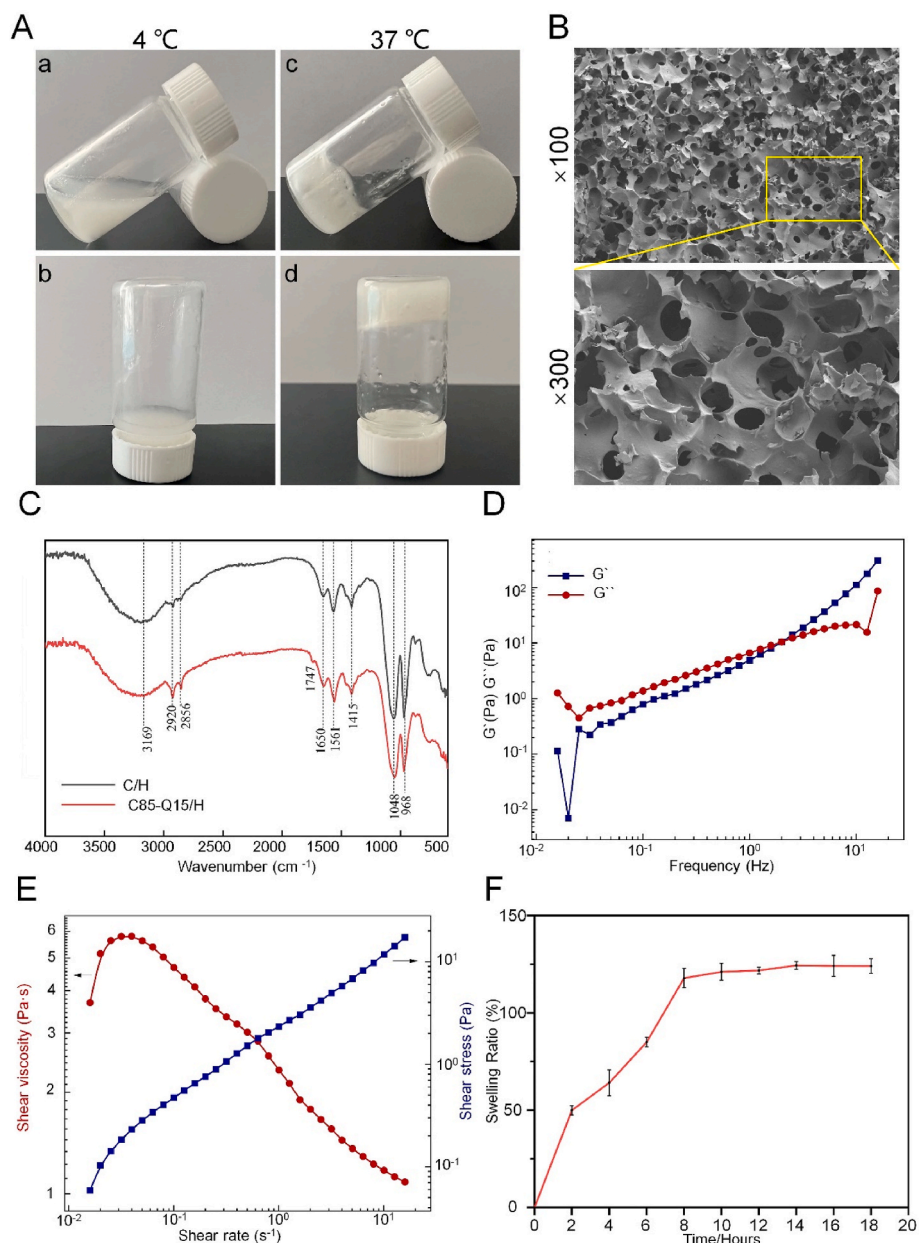 A
4 ℃
37 ℃
a
c
b
d
B
×100
×300
C
3169
2920
2856
1747
1650
1561
1415
1048
968
C/H
C85-Q15/H
4000
3000
2000
1000
500
Wavenumber (cm ⁻¹)
D
G`
G``
10²
10¹
10⁰
10⁻¹
10⁻²
G`(Pa) G``(Pa)
10⁻²
10⁻¹
10⁰
10¹
Frequency (Hz)
E
6
5
4
3
2
1
Shear viscosity (Pa·s)
10¹
10⁰
10⁻¹
Shear stress (Pa)
10⁻²
10⁻¹
10⁰
10¹
Shear rate (s⁻¹)
F
150
100
50
0
Swelling Ratio (%)
0
2
4
6
8
10
12
14
16
18
20
Time/Hours